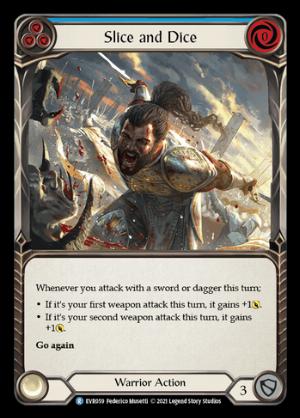 0
Slice and Dice
Whenever you attack with a sword or dagger this turn;
• If it's your first weapon attack this turn, it gains +1
• If it's your second weapon attack this turn, it gains
+1.
Go again
Warrior Action
3
R EVR059 Federico Musetti © 2021 Legend Story Studios